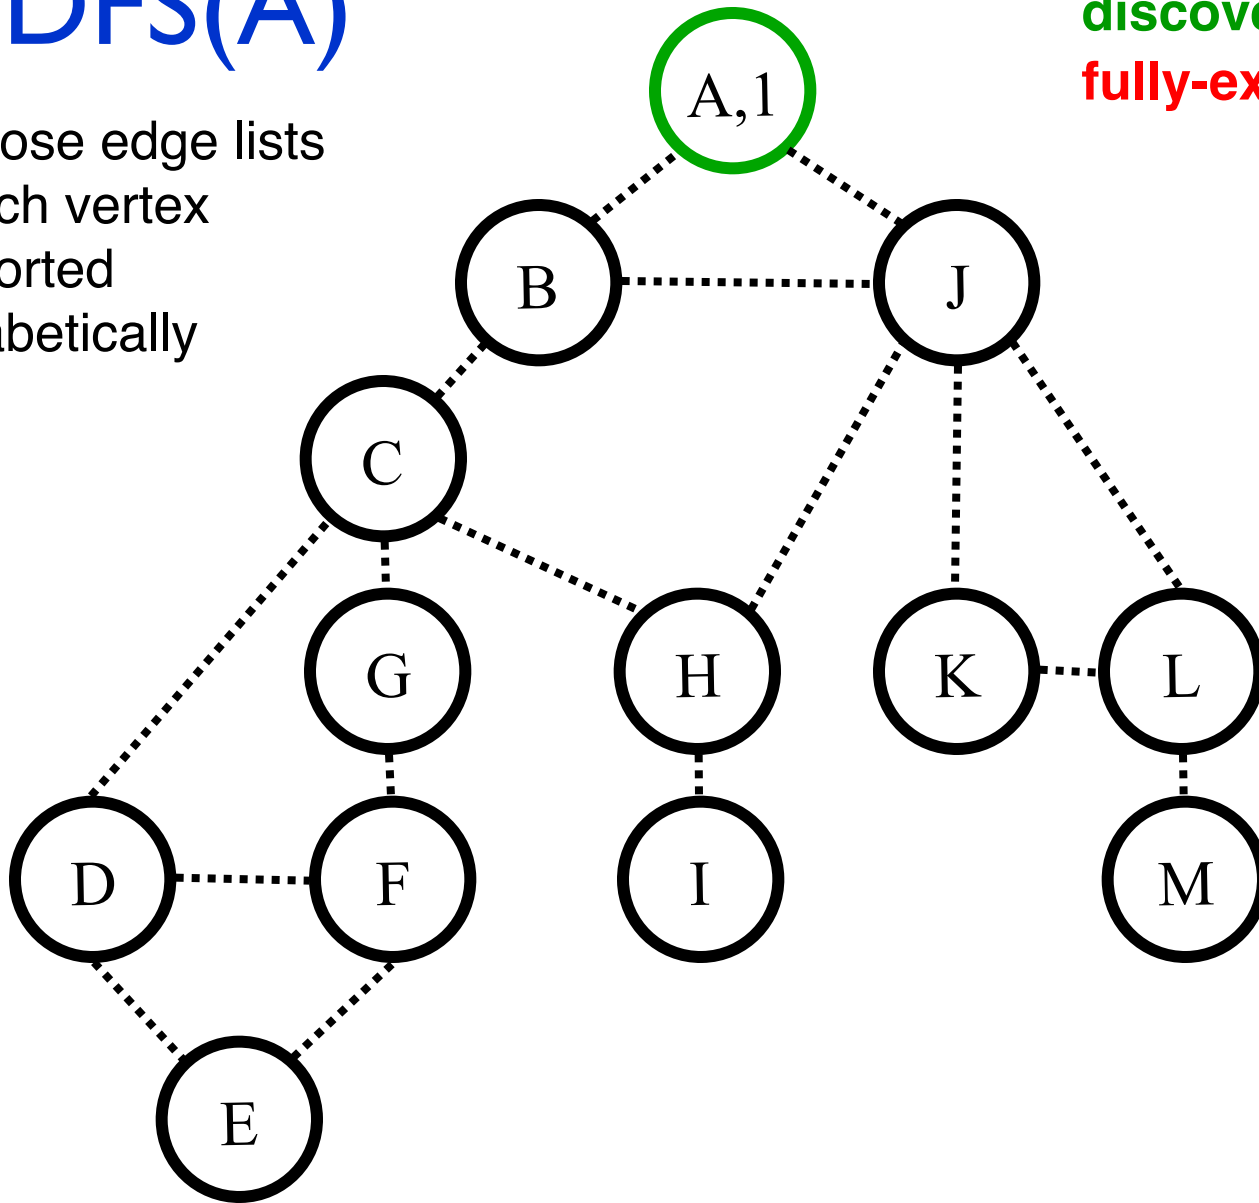 DFS(A)
discove
fully-ex
ose edge lists
ch vertex
orted
abetically
A,1
B
J
C
G
H
K
L
D
F
I
M
E